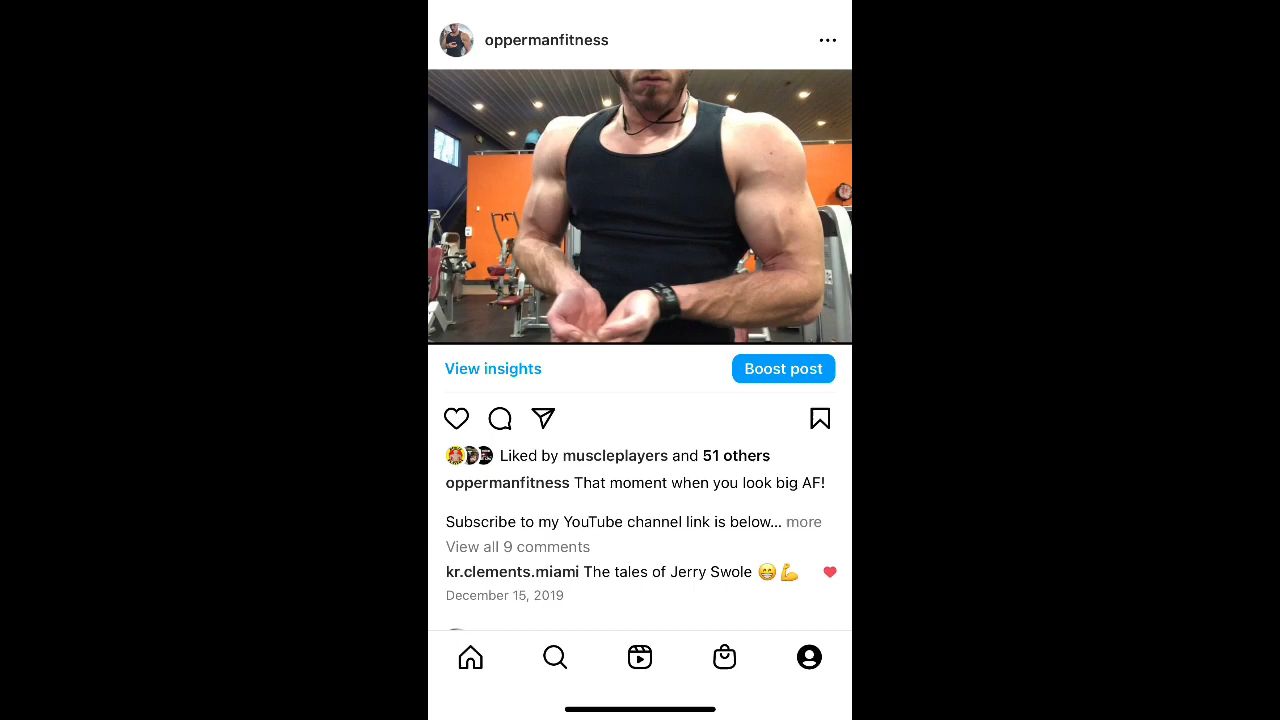 oppermanfitness
View insights
Boost post
Liked by muscleplayers and 51 others
oppermanfitness That moment when you look big AF!
Subscribe to my YouTube channel link is below... more
View all 9 comments
kr.clements.miami The tales of Jerry Swole 😁💪
December 15, 2019